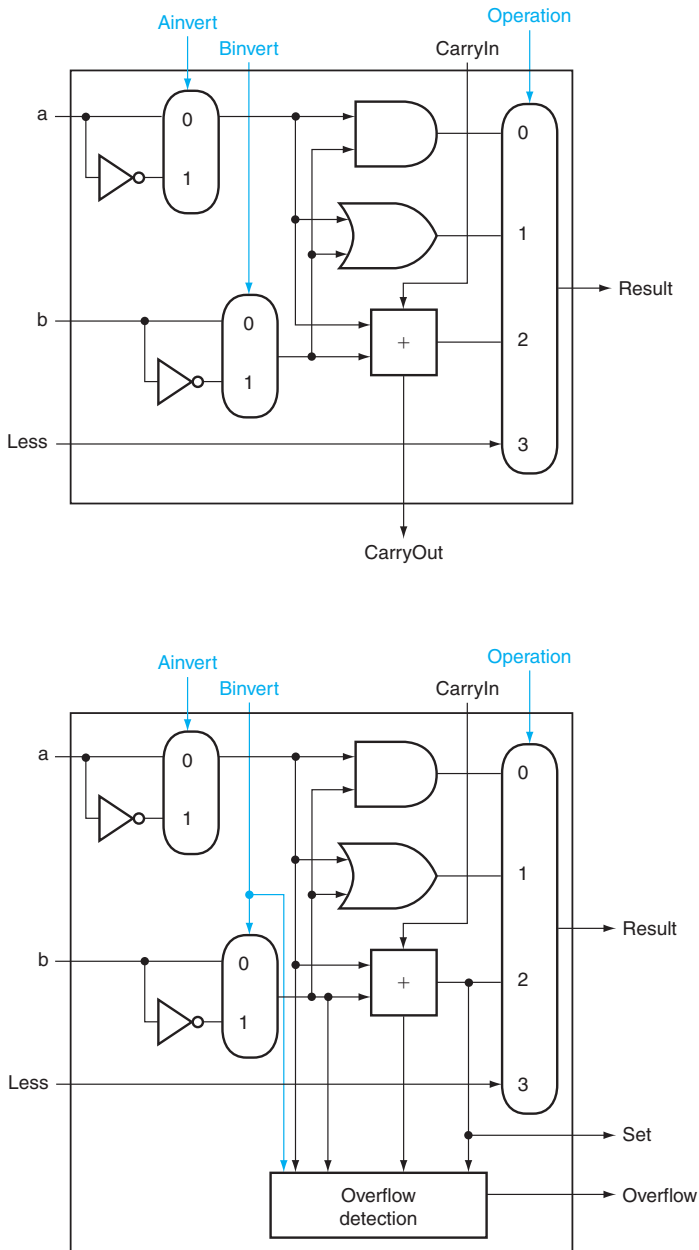 Ainvert
Operation
Binvert
CarryIn
a
0
1
0
1
Result
b
0
1
+
2
Less
3
CarryOut
Ainvert
Operation
Binvert
CarryIn
a
0
1
0
1
Result
b
0
1
+
2
Less
3
Set
Overflow
detection
Overflow